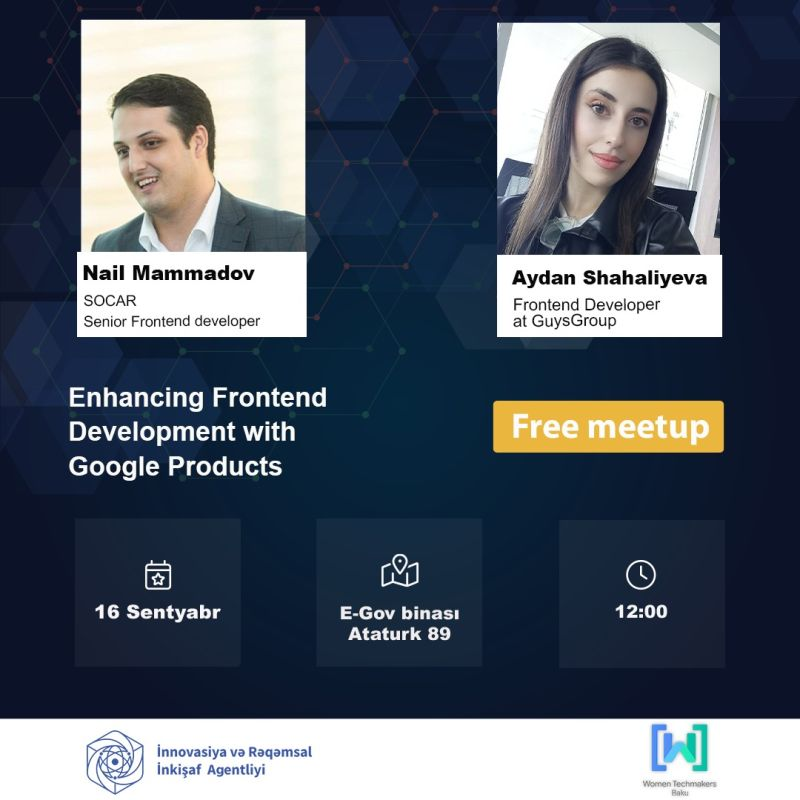 Nail Mammadov
SOCAR
Senior Frontend developer
Aydan Shahaliyeva
Frontend Developer
at GuysGroup
Enhancing Frontend
Development with
Google Products
Free meetup
16 Sentyabr
E-Gov binası
Ataturk 89
12:00
İnnovasiya və Rəqəmsal
İnkişaf Agentliyi
Women Techmakers
Baku